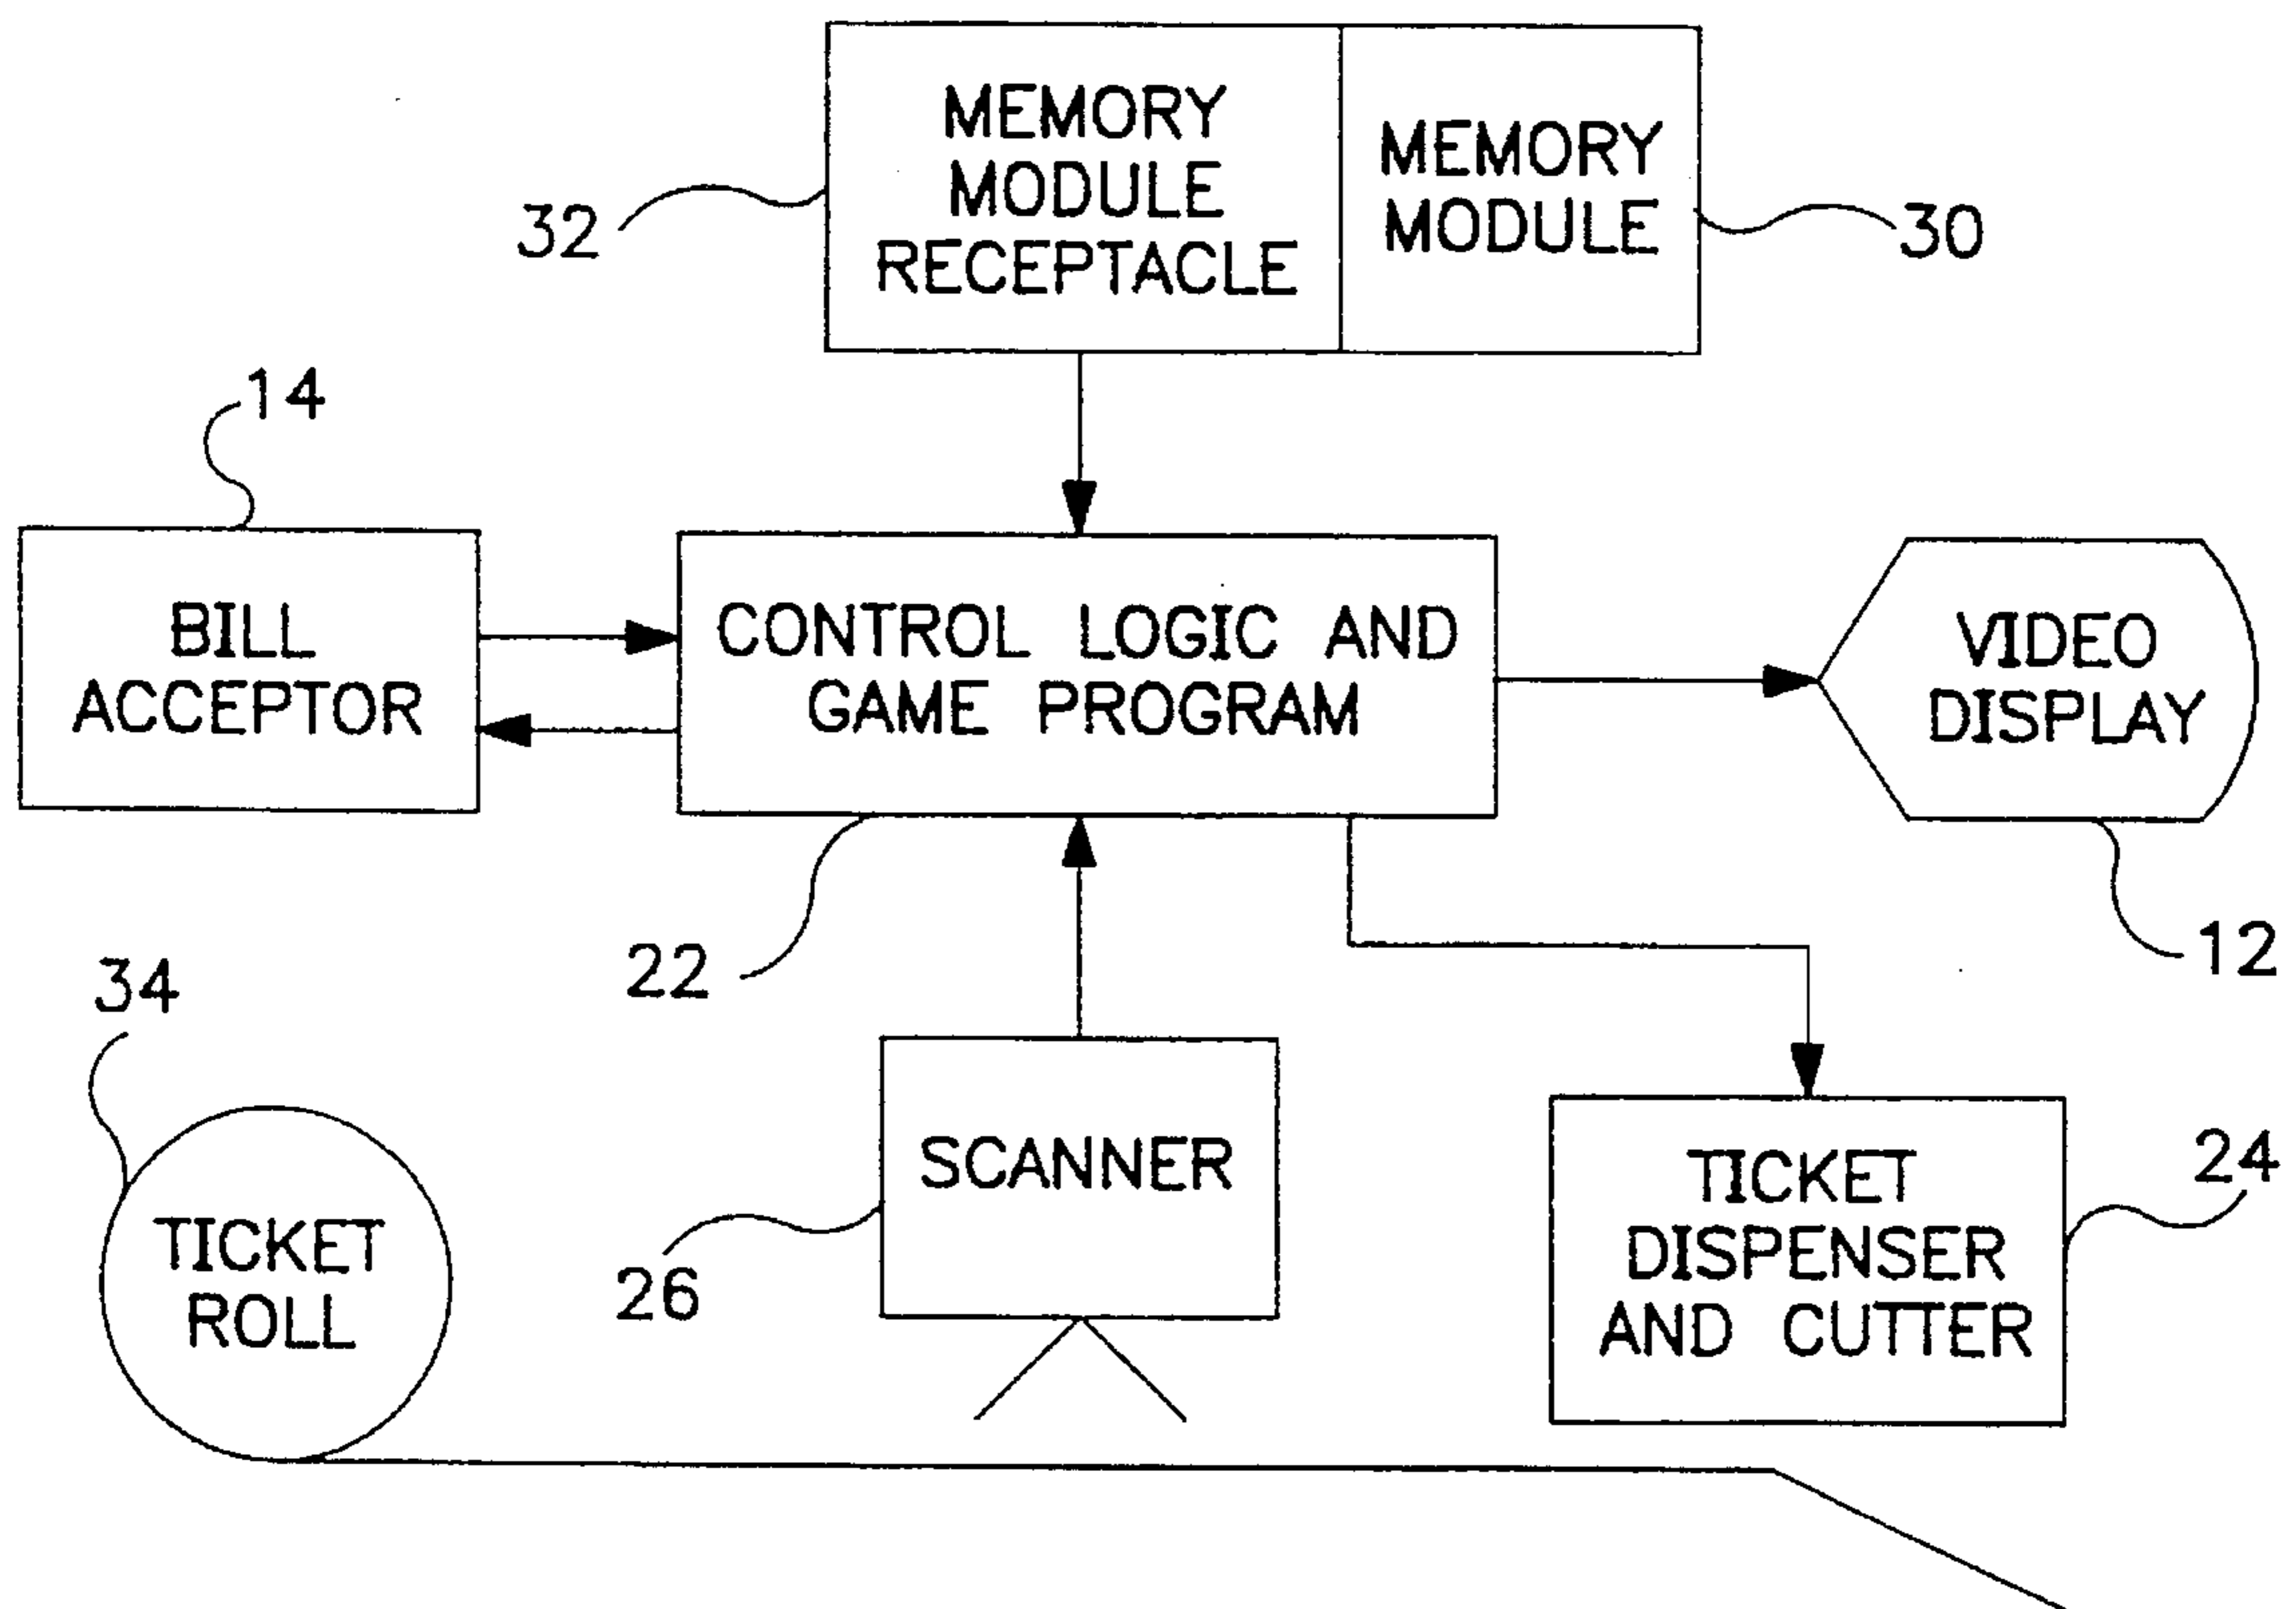 MEMORY
MODULE
RECEPTACLE
MEMORY
MODULE
32
30
14
BILL
ACCEPTOR
CONTROL LOGIC AND
GAME PROGRAM
VIDEO
DISPLAY
22
12
34
TICKET
ROLL
SCANNER
26
TICKET
DISPENSER
AND CUTTER
24